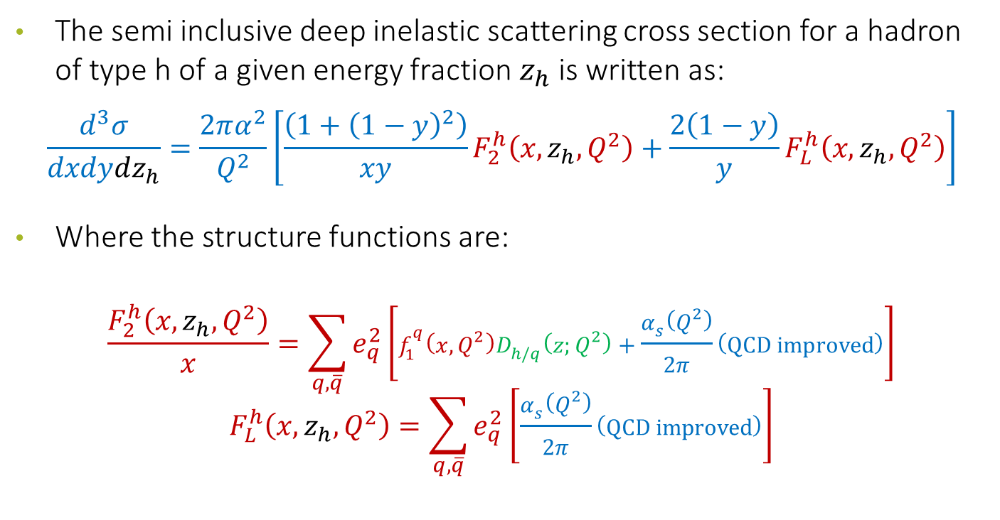 • The semi inclusive deep inelastic scattering cross section for a hadron
of type h of a given energy fraction $z_h$ is written as:
$\frac{d^3\sigma}{dxdydz_h} = \frac{2\pi\alpha^2}{Q^2}\left[\frac{(1+(1-y)^2)}{xy}F_2^h(x,z_h,Q^2)+\frac{2(1-y)}{y}F_L^h(x,z_h,Q^2)\right]$
• Where the structure functions are:
$\frac{F_2^h(x,z_h,Q^2)}{x} = \sum_{q,\bar{q}} e_q^2\left[f_1^q(x,Q^2)D_{h/q}(z;Q^2)+\frac{\alpha_s(Q^2)}{2\pi}(\text{QCD improved})\right]$
$F_L^h(x,z_h,Q^2) = \sum_{q,\bar{q}} e_q^2\left[\frac{\alpha_s(Q^2)}{2\pi}(\text{QCD improved})\right]$